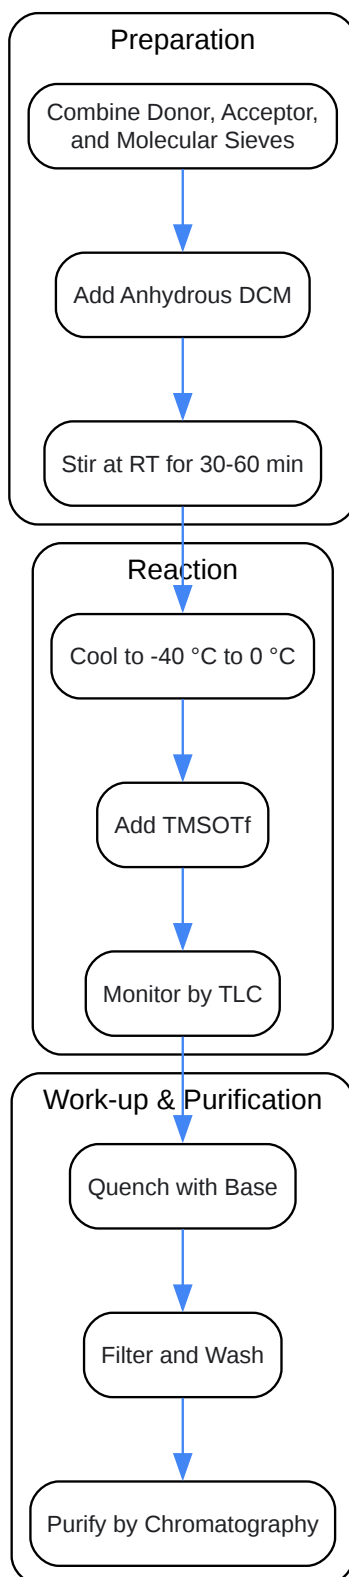 Preparation
Combine Donor, Acceptor,
and Molecular Sieves
Add Anhydrous DCM
Stir at RT for 30-60 min
Reaction
Cool to -40 °C to 0 °C
Add TMSOTf
Monitor by TLC
Work-up & Purification
Quench with Base
Filter and Wash
Purify by Chromatography